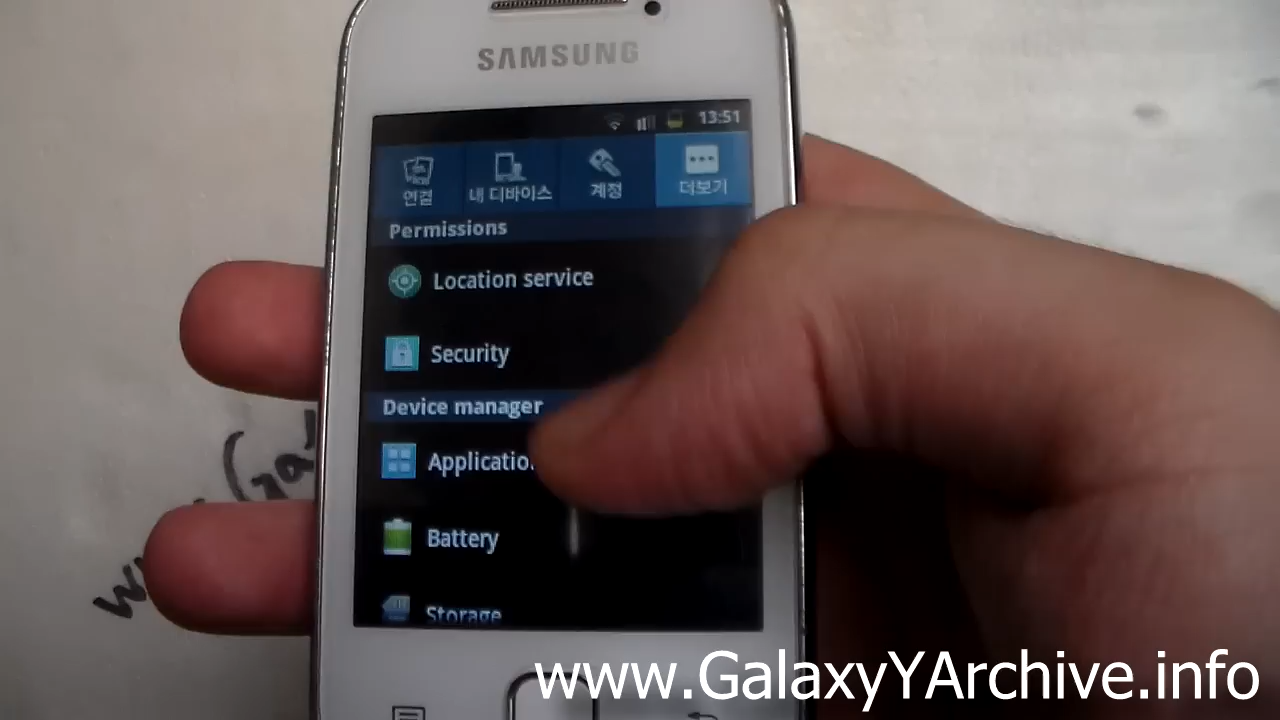 SAMSUNG
13:51
연결 내 디바이스 계정 더보기
Permissions
Location service
Security
Device manager
Battery
Storage
www.GalaxyYArchive.info